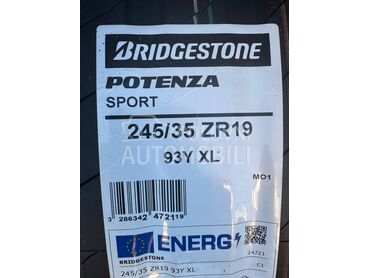 BRIDGESTONE
POTENZA
SPORT
245/35 ZR19
93Y XL
MO1
3 286342 472119
ENERG
24721
BRIDGESTONE
C1
245/35 ZR19 93Y XL
AUTOMOBILI